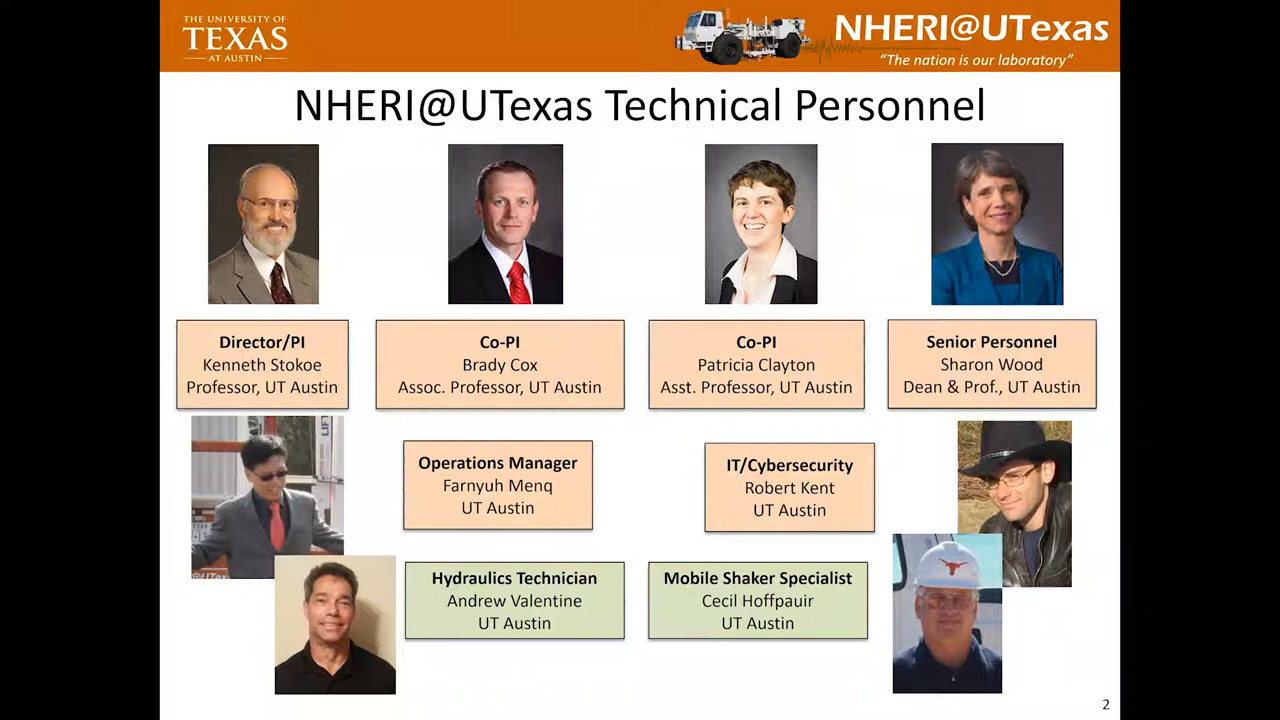 THE UNIVERSITY OF
TEXAS
AT AUSTIN
NHERI@UTexas
“The nation is our laboratory”
NHERI@UTexas Technical Personnel
Director/PI
Kenneth Stokoe
Professor, UT Austin
Co-PI
Brady Cox
Assoc. Professor, UT Austin
Co-PI
Patricia Clayton
Asst. Professor, UT Austin
Senior Personnel
Sharon Wood
Dean & Prof., UT Austin
Operations Manager
Farnyuh Menq
UT Austin
IT/Cybersecurity
Robert Kent
UT Austin
Hydraulics Technician
Andrew Valentine
UT Austin
Mobile Shaker Specialist
Cecil Hoffpauir
UT Austin
2